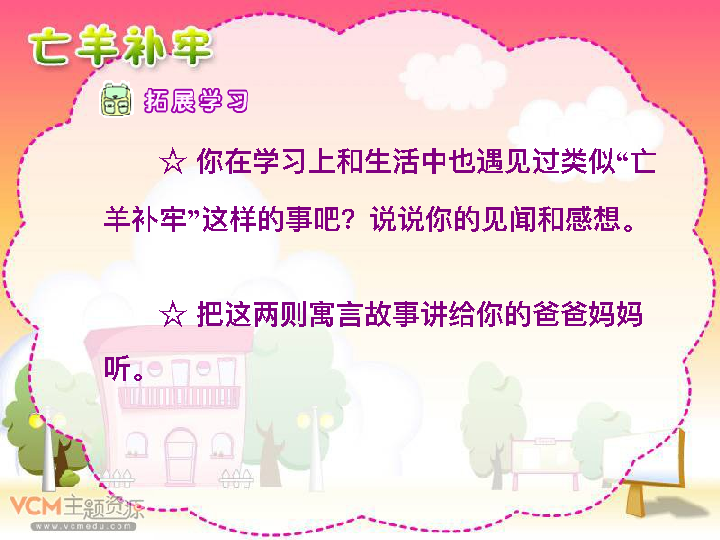 亡羊补牢
拓展学习
☆ 你在学习上和生活中也遇见过类似“亡
羊补牢”这样的事吧？说说你的见闻和感想。
☆ 把这两则寓言故事讲给你的爸爸妈妈
听。
VCM主题资源
www.vcmedu.com